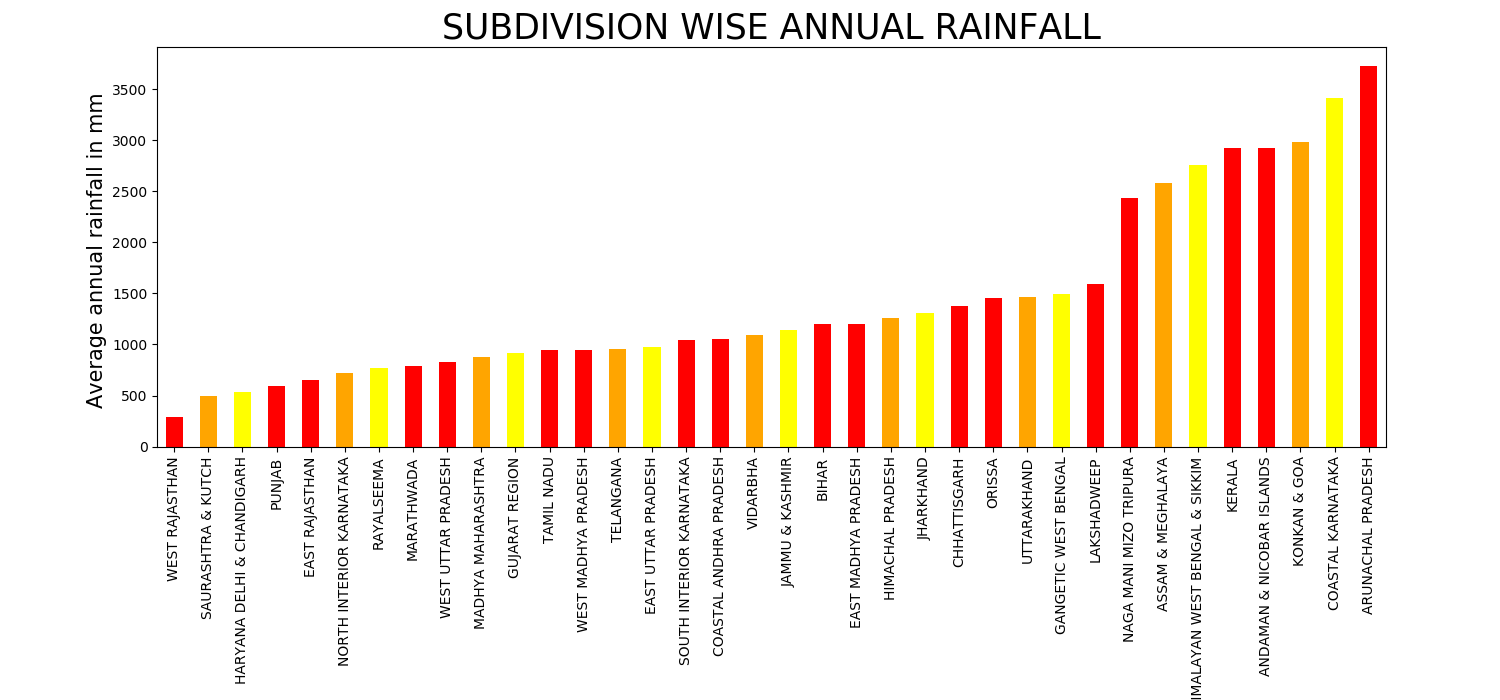 SUBDIVISION WISE ANNUAL RAINFALL
Average annual rainfall in mm
3500
3000
2500
2000
1500
1000
500
0
WEST RAJASTHAN
SAURASHTRA & KUTCH
HARYANA DELHI & CHANDIGARH
PUNJAB
EAST RAJASTHAN
NORTH INTERIOR KARNATAKA
RAYALSEEMA
MARATHWADA
WEST UTTAR PRADESH
MADHYA MAHARASHTRA
GUJARAT REGION
TAMIL NADU
WEST MADHYA PRADESH
TELANGANA
EAST UTTAR PRADESH
SOUTH INTERIOR KARNATAKA
COASTAL ANDHRA PRADESH
VIDARBHA
JAMMU & KASHMIR
BIHAR
EAST MADHYA PRADESH
HIMACHAL PRADESH
JHARKHAND
CHHATTISGARH
ORISSA
UTTARAKHAND
GANGETIC WEST BENGAL
LAKSHADWEEP
NAGA MANI MIZO TRIPURA
ASSAM & MEGHALAYA
IMALAYAN WEST BENGAL & SIKKIM
KERALA
ANDAMAN & NICOBAR ISLANDS
KONKAN & GOA
COASTAL KARNATAKA
ARUNACHAL PRADESH